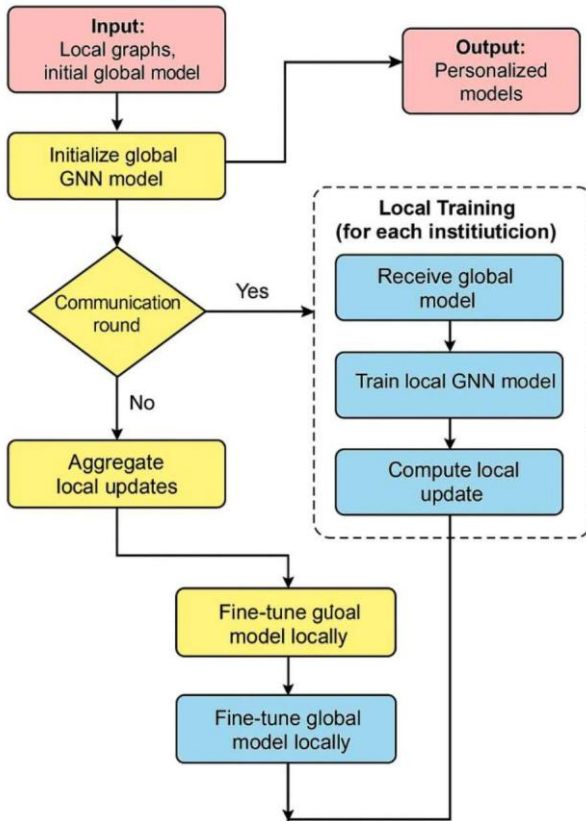 Input:
Local graphs,
initial global model
Output:
Personalized
models
Initialize global
GNN model
Local Training
(for each institiuticion)
Communication
round
Yes
Receive global
model
Train local GNN model
No
Compute local
update
Aggregate
local updates
Fine-tune guoal
model locally
Fine-tune global
model locally